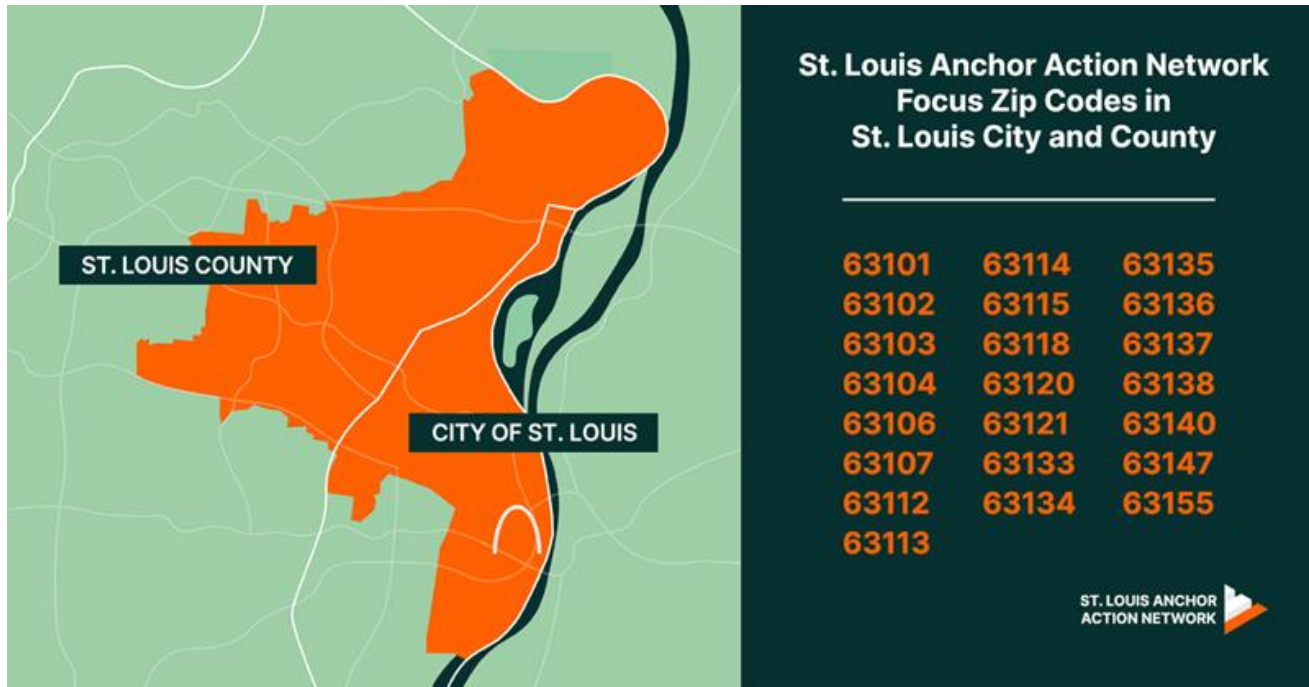 ST. LOUIS COUNTY
CITY OF ST. LOUIS
St. Louis Anchor Action Network
Focus Zip Codes in
St. Louis City and County
63101 63114 63135
63102 63115 63136
63103 63118 63137
63104 63120 63138
63106 63121 63140
63107 63133 63147
63112 63134 63155
63113
ST. LOUIS ANCHOR
ACTION NETWORK